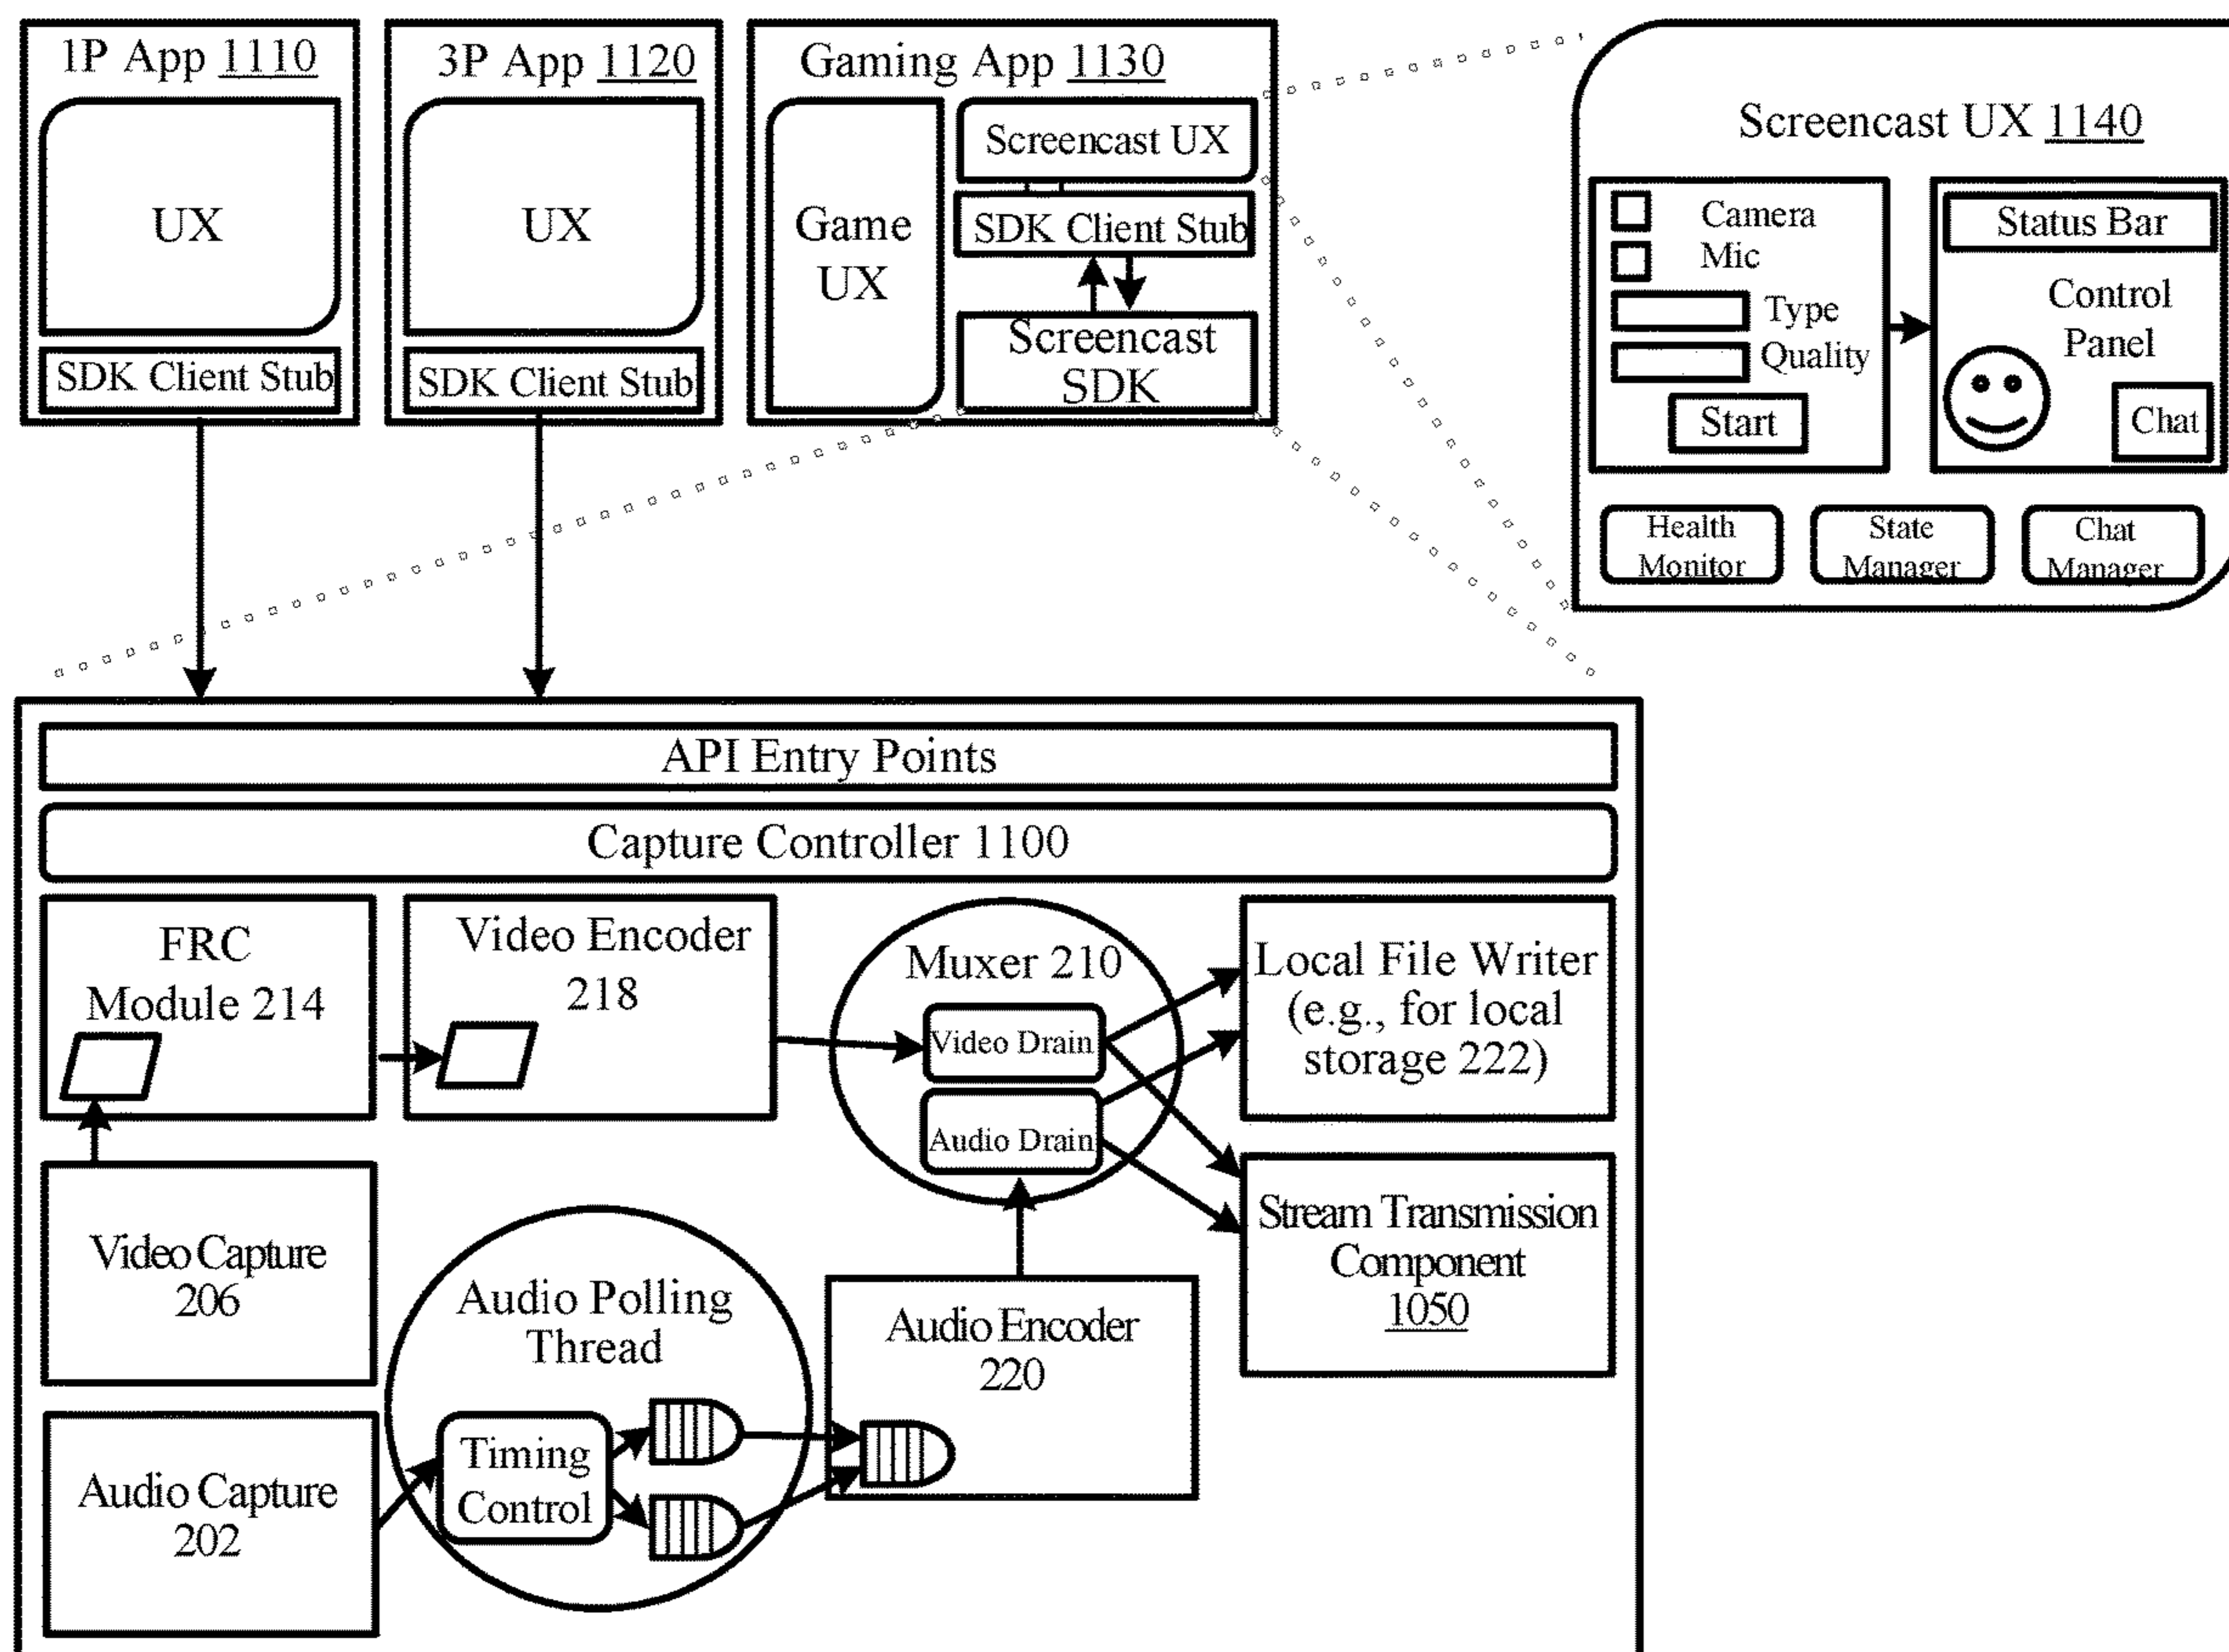 1P App 1110
UX
SDK Client Stub
3P App 1120
UX
SDK Client Stub
Gaming App 1130
Game
UX
Screencast UX
SDK Client Stub
Screencast
SDK
Screencast UX 1140
Camera
Mic
Type
Quality
Start
Status Bar
Control
Panel
Chat
Health
Monitor
State
Manager
Chat
Manager
API Entry Points
Capture Controller 1100
FRC
Module 214
Video Encoder
218
Muxer 210
Video Drain
Audio Drain
Local File Writer
(e.g., for local
storage 222)
Video Capture
206
Audio Polling
Thread
Timing
Control
Audio Encoder
220
Stream Transmission
Component
1050
Audio Capture
202